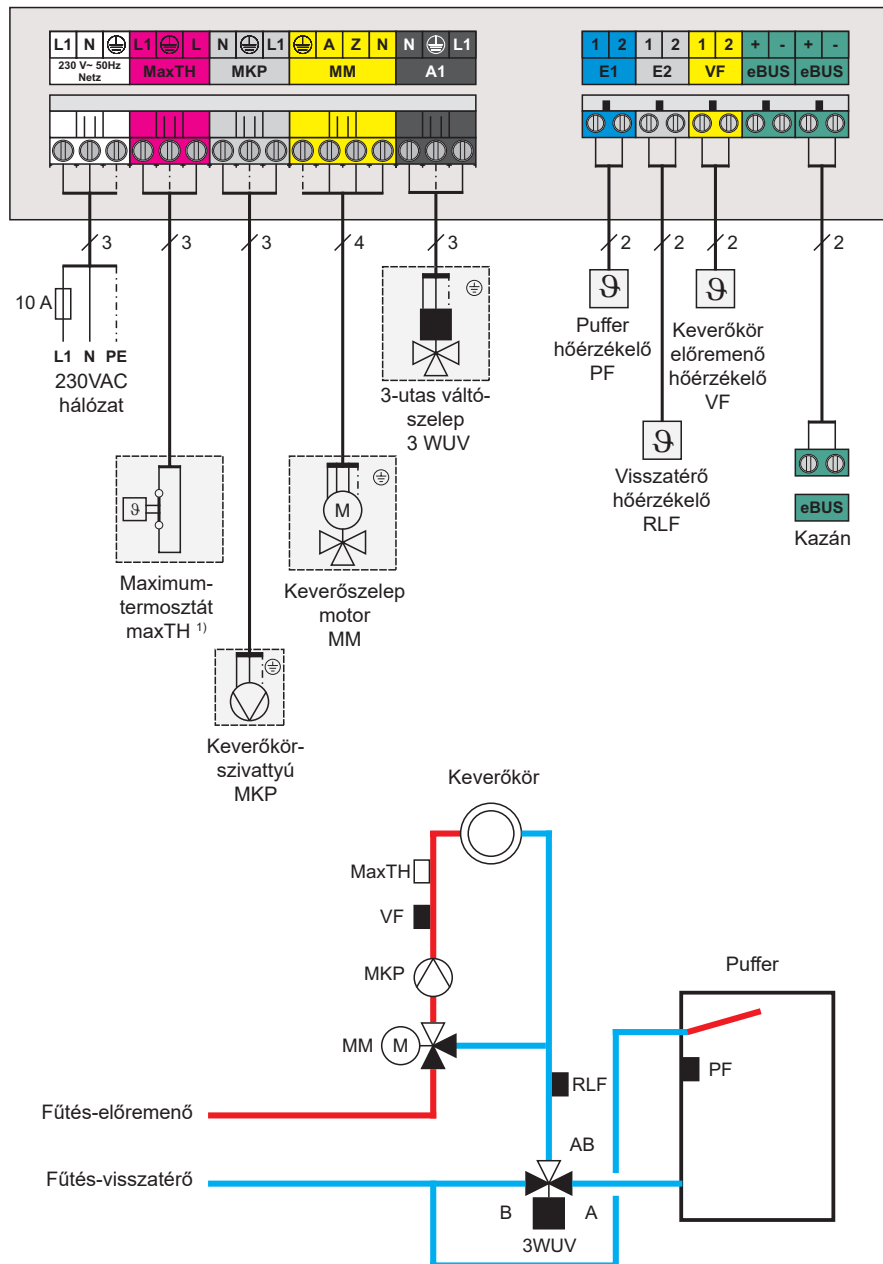 L1 N L1 L N L1 A Z N N L1
230 V~ 50Hz
Netz
MaxTH MKP MM A1
1 2 1 2 1 2 + - + -
E1 E2 VF eBUS eBUS
3 3 3 4 3 2 2 2 2
10 A
L1 N PE
230VAC
hálózat
ϑ
Maximum-
termosztát
maxTH 1)
Keverőkör-
szivattyú
MKP
M
Keverőszelep
motor
MM
3-utas váltó-
szelep
3 WUV
ϑ
Puffer
hőérzékelő
PF
ϑ
Visszatérő
hőérzékelő
RLF
ϑ
Keverőkör
előremenő
hőérzékelő
VF
eBUS
Kazán
Keverőkör
MaxTH
VF
MKP
MM M
Puffer
PF
RLF
Fűtés-előremenő
AB
Fűtés-visszatérő
B A
3WUV